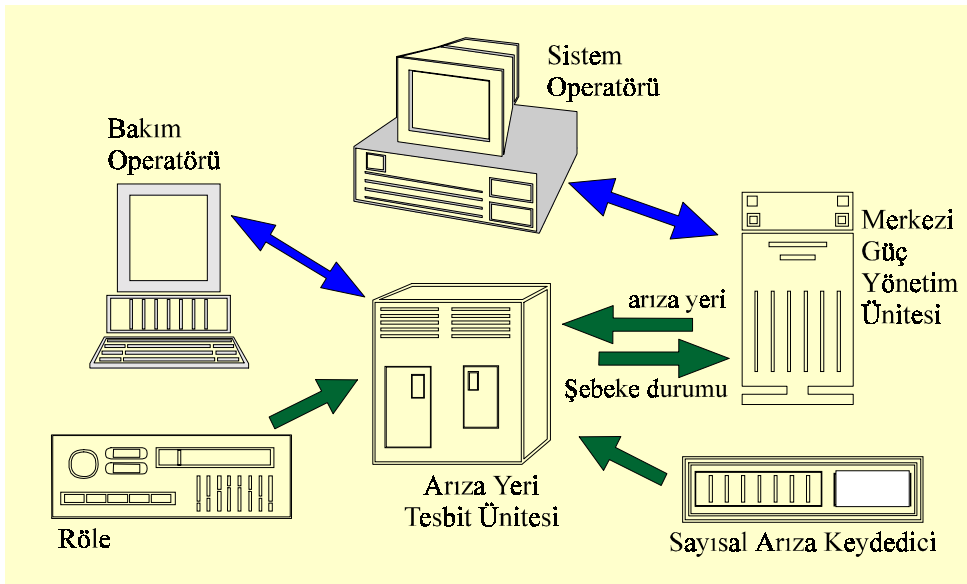 Sistem
Operatörü
Bakım
Operatörü
Merkezi
Güç
Yönetim
Ünitesi
arıza yeri
Şebeke durumu
Arıza Yeri
Tesbit Ünitesi
Röle
Sayısal Arıza Keydedici